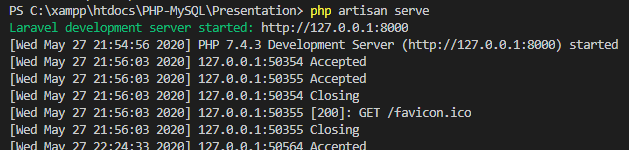 PS C:\xampp\htdocs\PHP-MySQL\Presentation> php artisan serve
Laravel development server started: http://127.0.0.1:8000
[Wed May 27 21:54:56 2020] PHP 7.4.3 Development Server (http://127.0.0.1:8000) started
[Wed May 27 21:56:03 2020] 127.0.0.1:50354 Accepted
[Wed May 27 21:56:03 2020] 127.0.0.1:50355 Accepted
[Wed May 27 21:56:03 2020] 127.0.0.1:50354 Closing
[Wed May 27 21:56:03 2020] 127.0.0.1:50355 [200]: GET /favicon.ico
[Wed May 27 21:56:03 2020] 127.0.0.1:50355 Closing
[Wed May 27 22:24:33 2020] 127.0.0.1:50564 Accepted